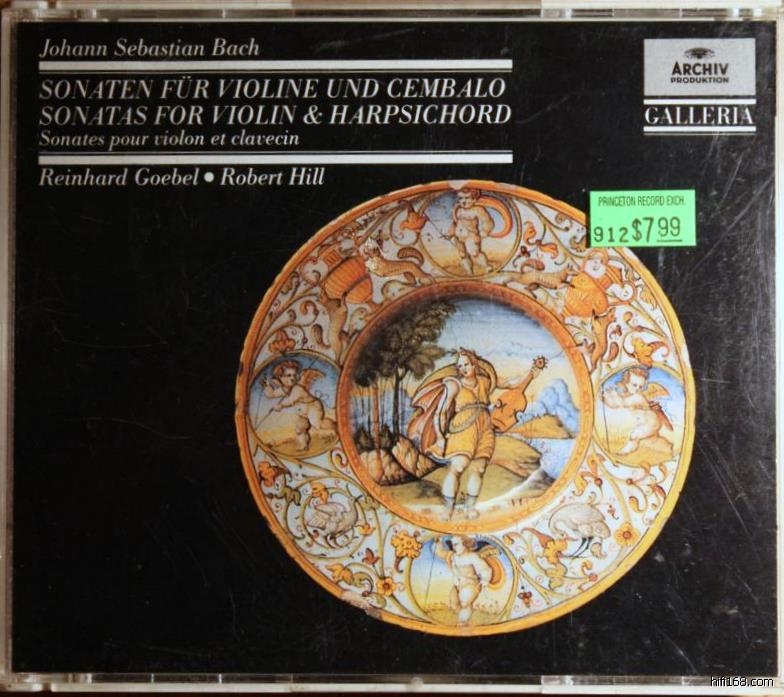 Johann Sebastian Bach
SONATEN FÜR VIOLINE UND CEMBALO
SONATAS FOR VIOLIN & HARPSICHORD
Sonates pour violon et clavecin
Reinhard Goebel • Robert Hill
ARCHIV
PRODUKTION
GALLERIA
PRINCETON RECORD EXCH.
912 $7.99
hifi168.com